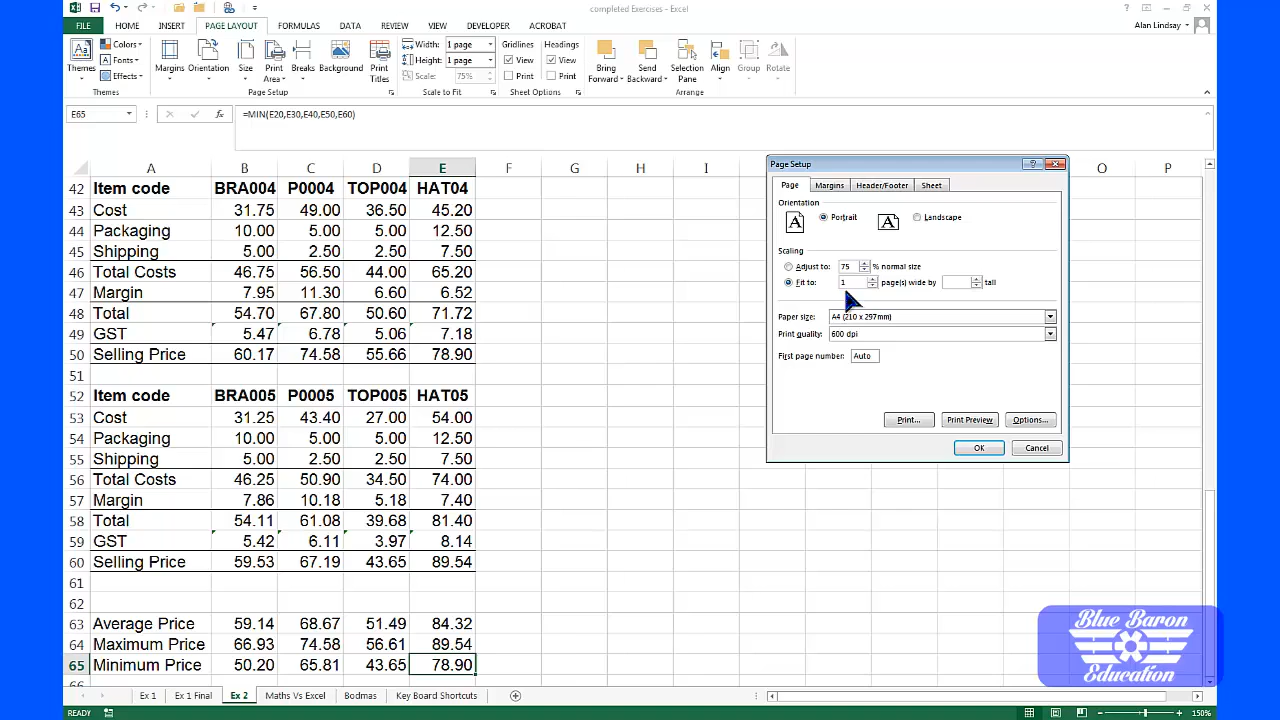 completed Exercises - Excel
FILE HOME INSERT PAGE LAYOUT FORMULAS DATA REVIEW VIEW DEVELOPER ACROBAT
Alan Lindsay
Themes Colors Fonts Effects Margins Orientation Size Print Area Breaks Background Print Titles
Width: 1 page
Height: 1 page
Scale: 75%
Gridlines Headings
View View
Print Print
Bring Forward Send Backward Selection Pane Align Group Rotate
Themes Page Setup Scale to Fit Sheet Options Arrange
E65 fx =MIN(E20,E30,E40,E50,E60)
A B C D E F G H I O P
42 Item code BRA004 P0004 TOP004 HAT04
43 Cost 31.75 49.00 36.50 45.20
44 Packaging 10.00 5.00 5.00 12.50
45 Shipping 5.00 2.50 2.50 7.50
46 Total Costs 46.75 56.50 44.00 65.20
47 Margin 7.95 11.30 6.60 6.52
48 Total 54.70 67.80 50.60 71.72
49 GST 5.47 6.78 5.06 7.18
50 Selling Price 60.17 74.58 55.66 78.90
51
52 Item code BRA005 P0005 TOP005 HAT05
53 Cost 31.25 43.40 27.00 54.00
54 Packaging 10.00 5.00 5.00 12.50
55 Shipping 5.00 2.50 2.50 7.50
56 Total Costs 46.25 50.90 34.50 74.00
57 Margin 7.86 10.18 5.18 7.40
58 Total 54.11 61.08 39.68 81.40
59 GST 5.42 6.11 3.97 8.14
60 Selling Price 59.53 67.19 43.65 89.54
61
62
63 Average Price 59.14 68.67 51.49 84.32
64 Maximum Price 66.93 74.58 56.61 89.54
65 Minimum Price 50.20 65.81 43.65 78.90
66
Page Setup
Page Margins Header/Footer Sheet
Orientation
A Portrait A Landscape
Scaling
Adjust to: 75 % normal size
Fit to: 1 page(s) wide by tall
Paper size: A4 (210 x 297mm)
Print quality: 600 dpi
First page number: Auto
Print... Print Preview Options...
OK Cancel
Blue Baron
Education
Ex 1 Ex 1 Final Ex 2 Maths Vs Excel Bodmas Key Board Shortcuts
READY 150%